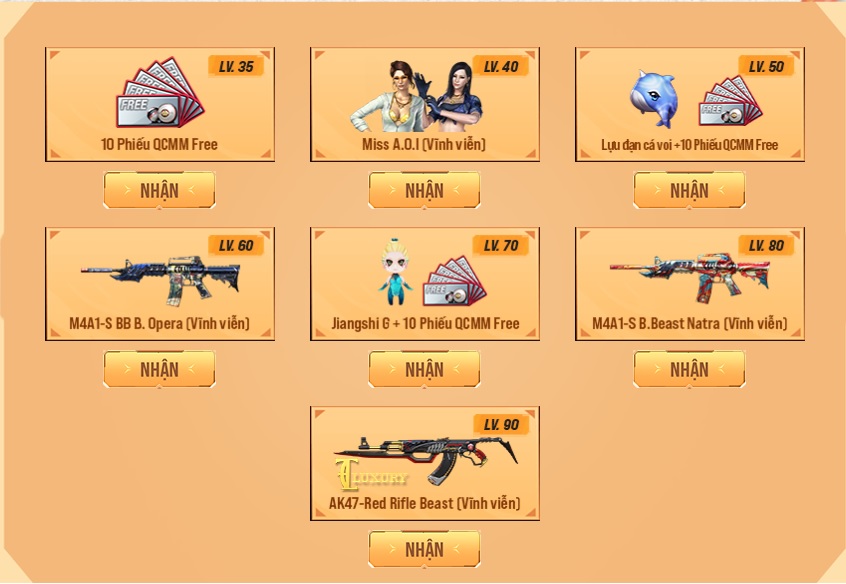 LV. 35
FREE
10 Phiếu QCMM Free
LV. 40
Miss A.O.I (Vĩnh viễn)
LV. 50
FREE
Lựu đạn cá voi +10 Phiếu QCMM Free
NHẬN
NHẬN
NHẬN
LV. 60
M4A1-S BB B. Opera (Vĩnh viễn)
LV. 70
FREE
Jiangshi G + 10 Phiếu QCMM Free
LV. 80
M4A1-S B.Beast Natra (Vĩnh viễn)
NHẬN
NHẬN
NHẬN
LV. 90
LUXURY
AK47-Red Rifle Beast (Vĩnh viễn)
NHẬN